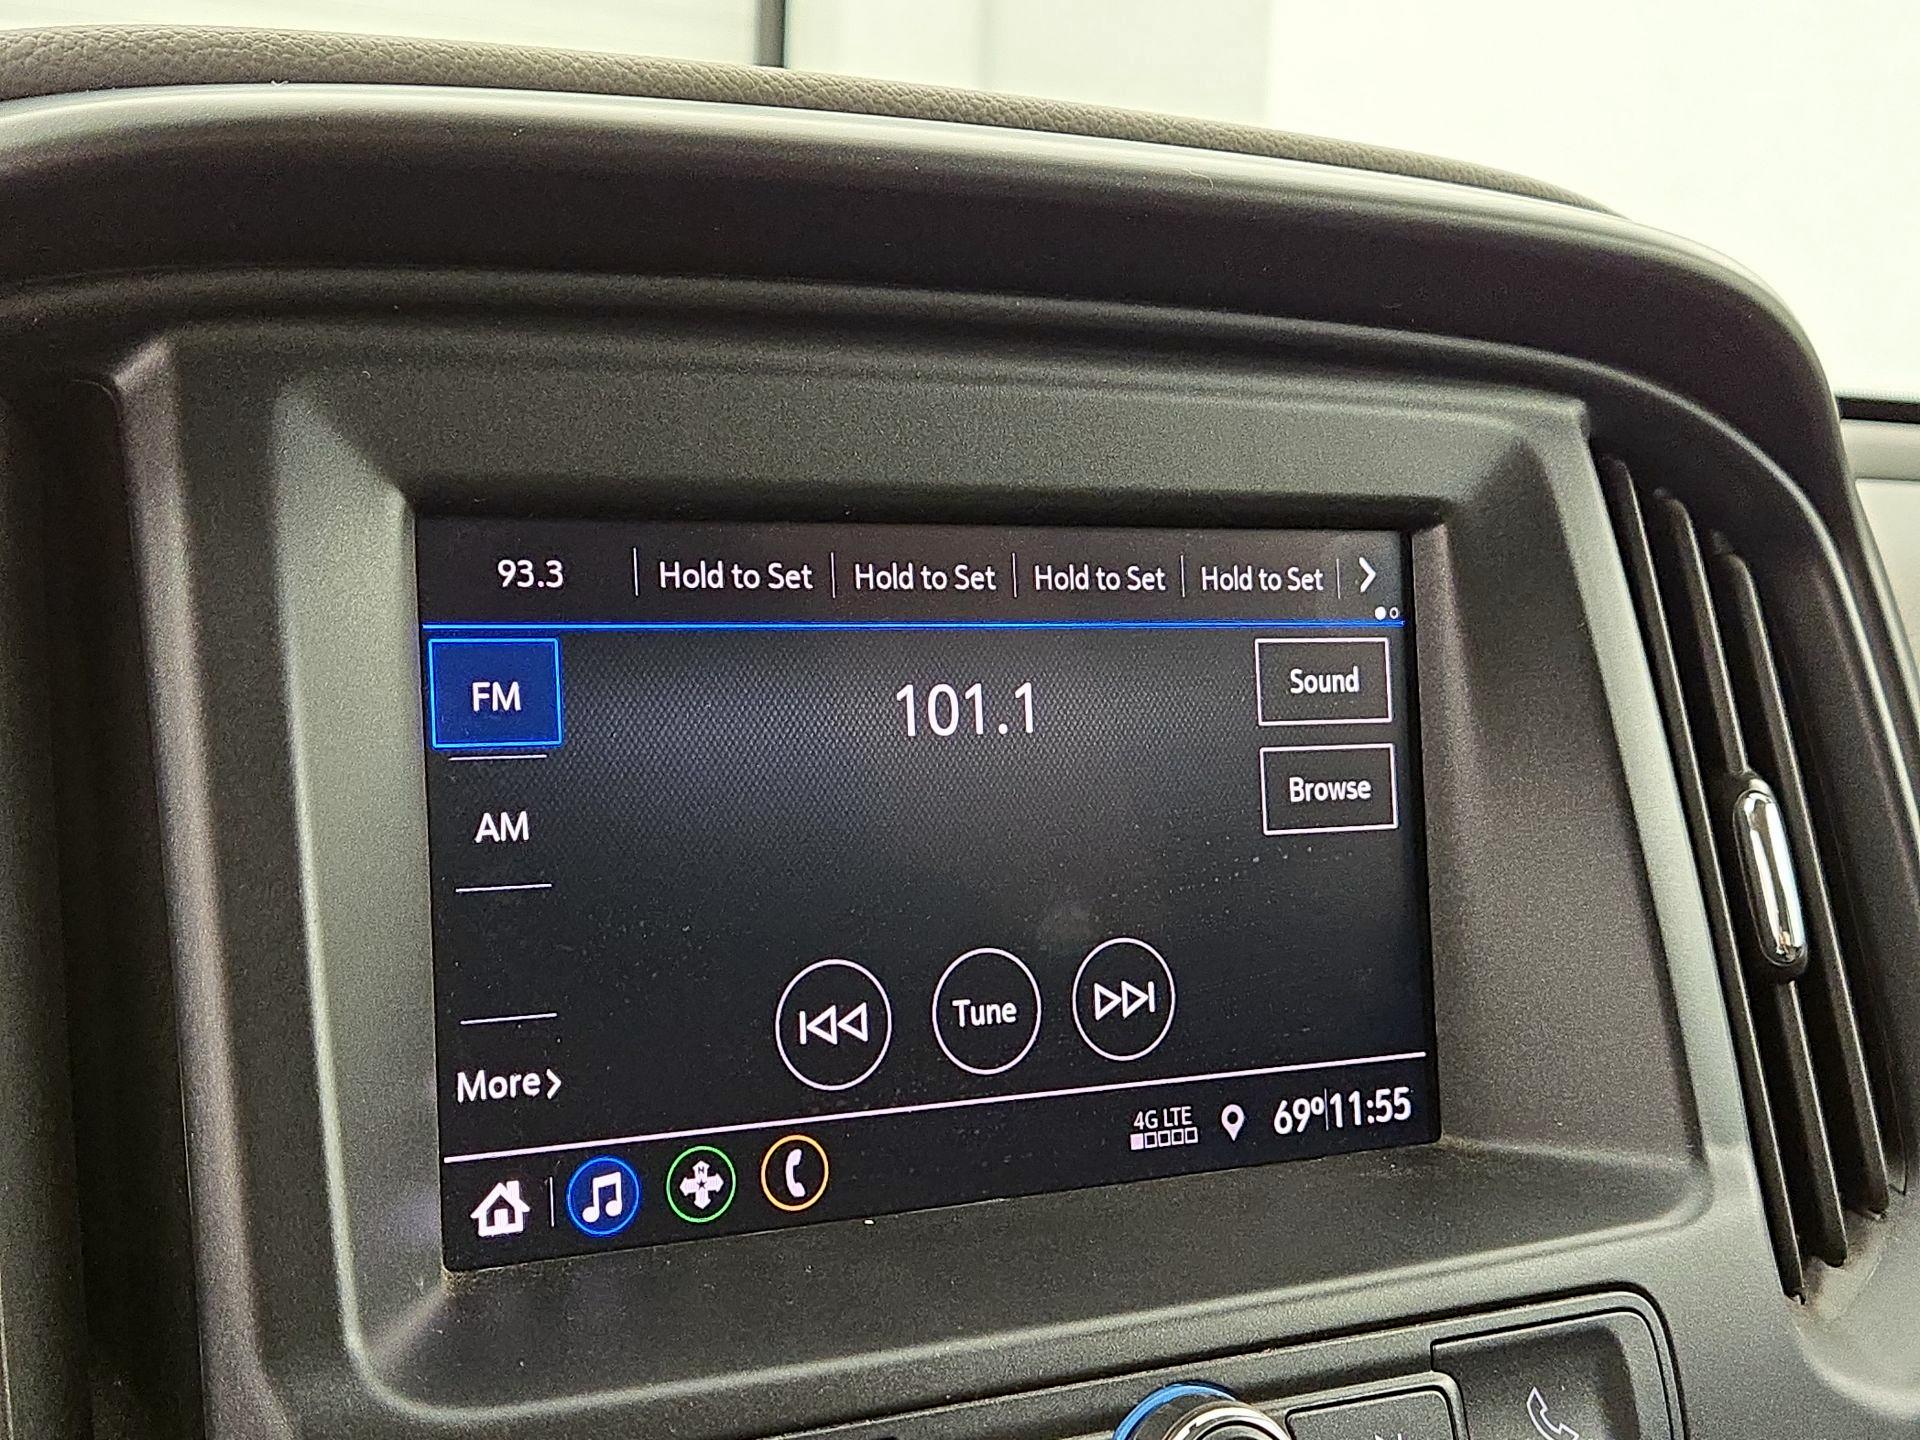 93.3 Hold to Set Hold to Set Hold to Set Hold to Set
FM
101.1
Sound
Browse
AM
Tune
More
4G LTE
69° 11:55
N